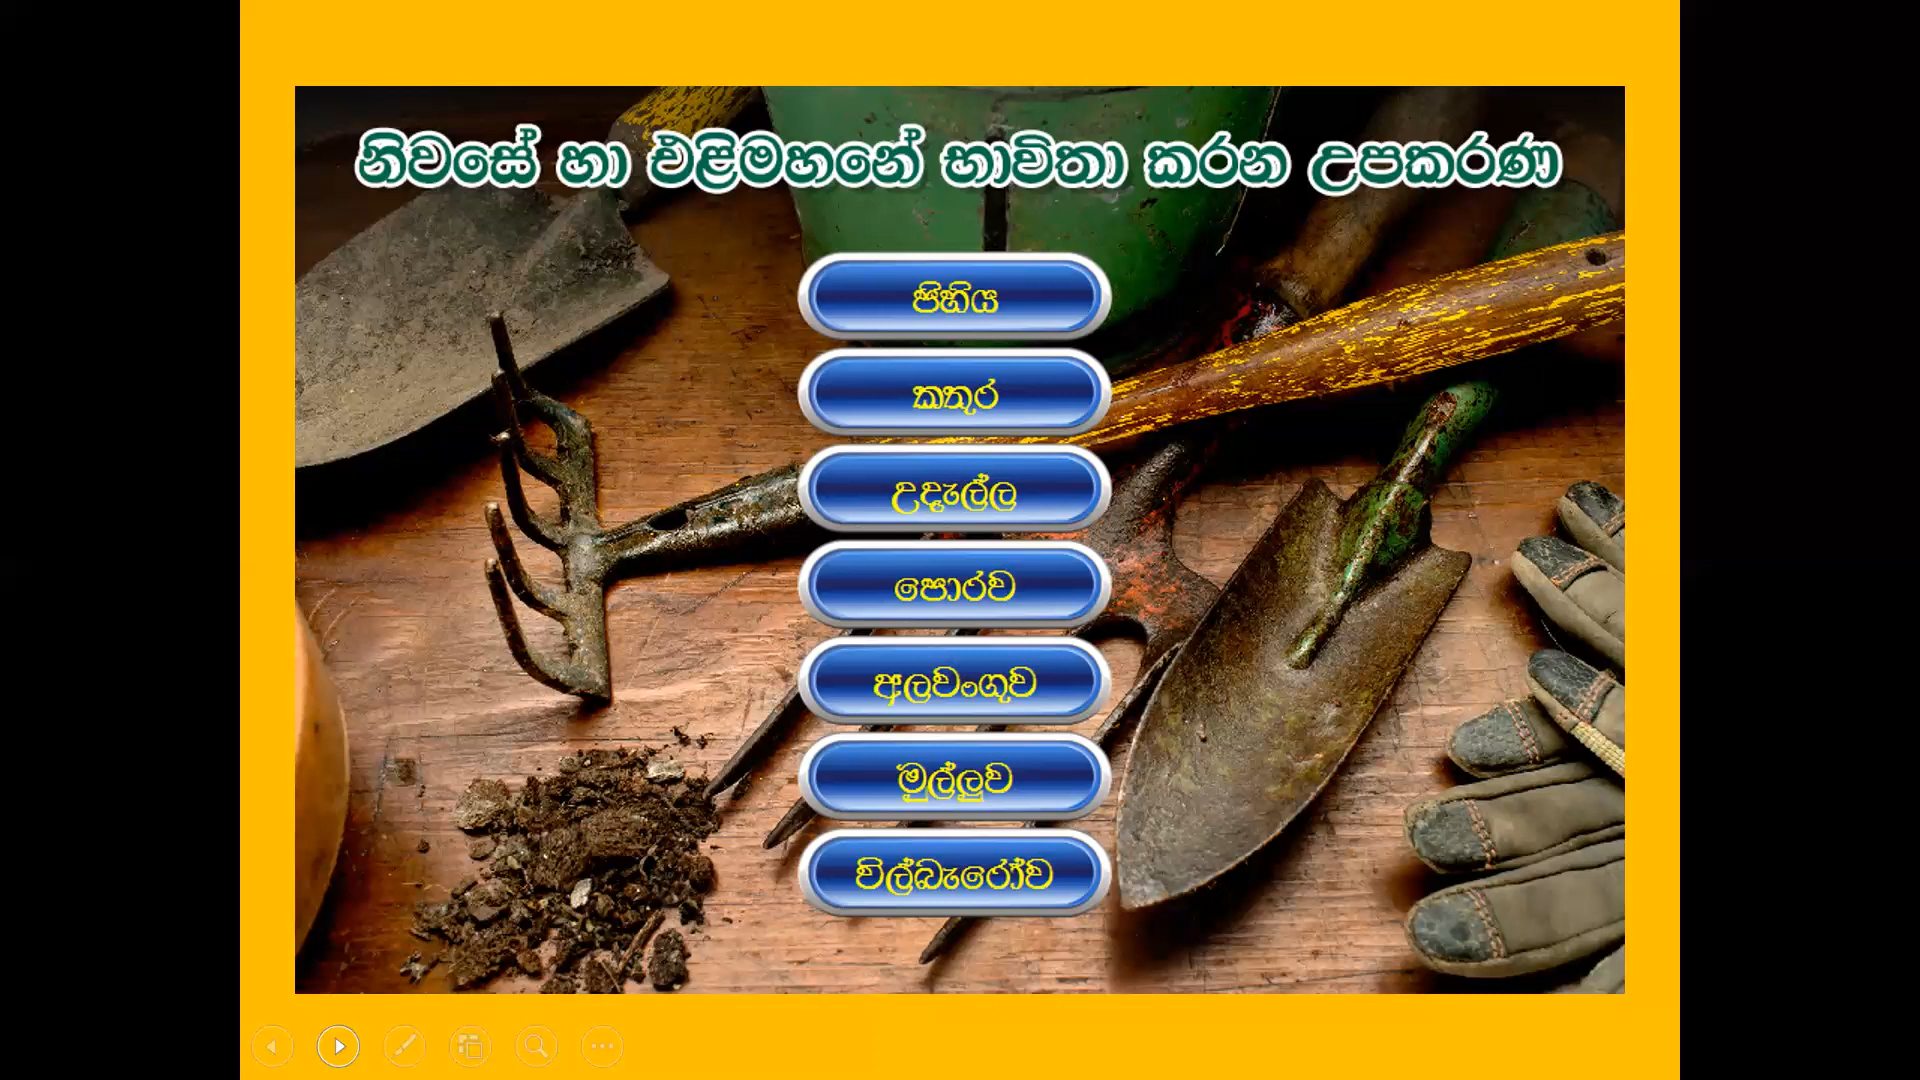 නිවසේ හා එළිමහනේ භාවිතා කරන උපකරණ
පිහිය
කතුර
උදැල්ල
පොරව
අලවංගුව
මුල්ලුව
විල්බැරෝව